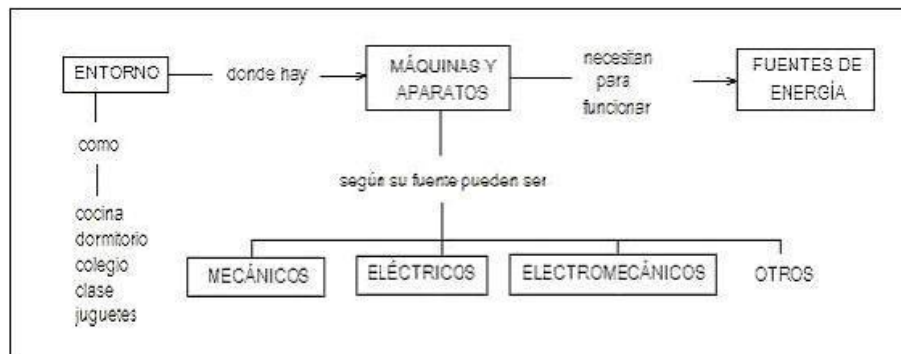 ENTORNO
donde hay
MÁQUINAS Y
APARATOS
necesitan
para
funcionar
FUENTES DE
ENERGÍA
como
cocina
dormitorio
colegio
clase
juguetes
según su fuente pueden ser
MECÁNICOS
ELÉCTRICOS
ELECTROMECÁNICOS
OTROS